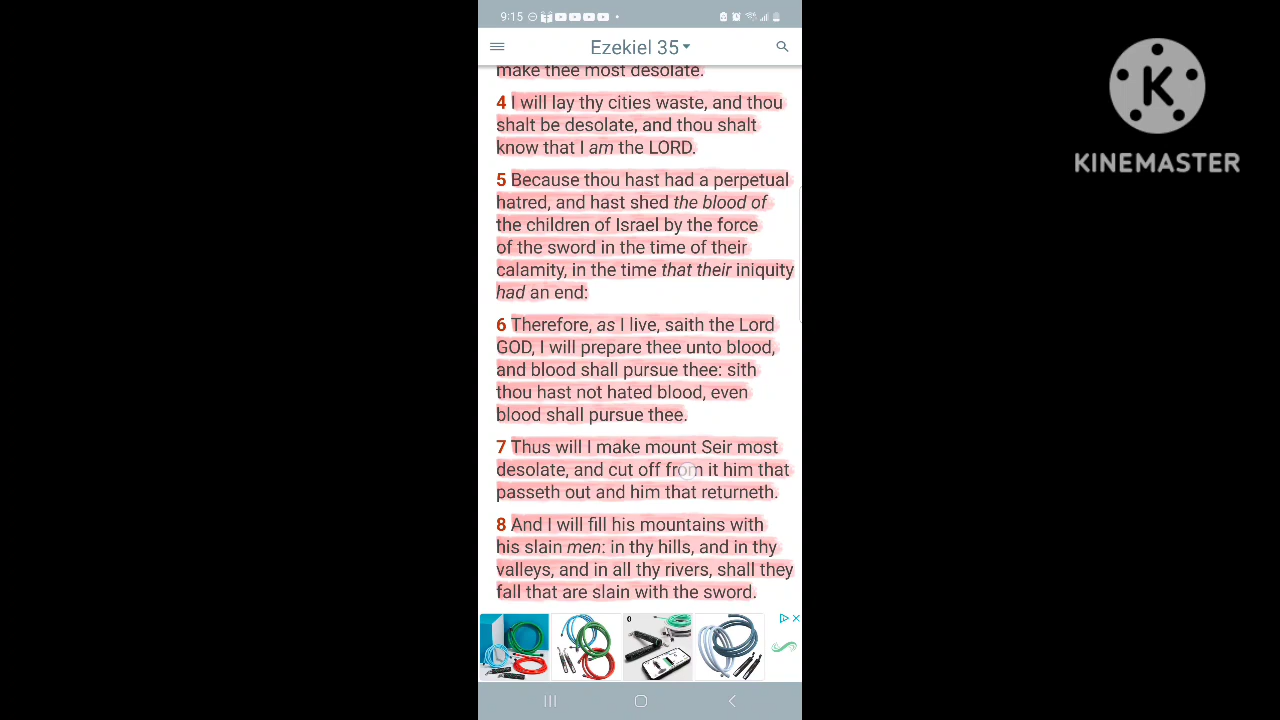 9:15
Ezekiel 35
make thee most desolate.
4 I will lay thy cities waste, and thou
shalt be desolate, and thou shalt
know that I am the LORD.
5 Because thou hast had a perpetual
hatred, and hast shed the blood of
the children of Israel by the force
of the sword in the time of their
calamity, in the time that their iniquity
had an end:
6 Therefore, as I live, saith the Lord
GOD, I will prepare thee unto blood,
and blood shall pursue thee: sith
thou hast not hated blood, even
blood shall pursue thee.
7 Thus will I make mount Seir most
desolate, and cut off from it him that
passeth out and him that returneth.
8 And I will fill his mountains with
his slain men: in thy hills, and in thy
valleys, and in all thy rivers, shall they
fall that are slain with the sword.
K
KINEMASTER